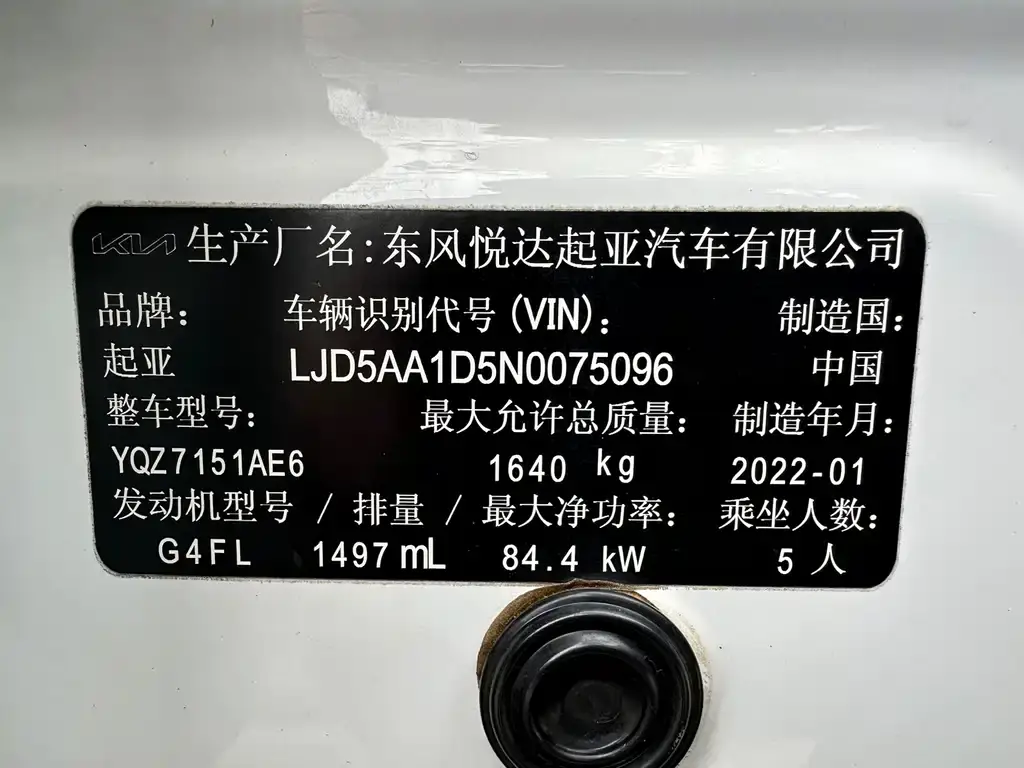 KIA 生产厂名:东风悦达起亚汽车有限公司
品牌: 车辆识别代号(VIN): 制造国:
起亚 LJD5AA1D5N0075096 中国
整车型号: 最大允许总质量: 制造年月:
YQZ7151AE6 1640 kg 2022-01
发动机型号 / 排量 / 最大净功率: 乘坐人数:
G4FL 1497mL 84.4 kW 5 人